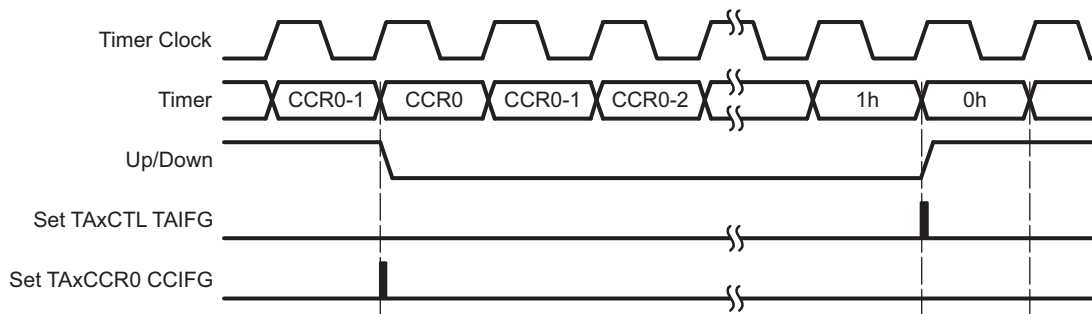 Timer Clock
Timer CCR0-1 CCR0 CCR0-1 CCR0-2 1h 0h
Up/Down
Set TAxCTL TAIFG
Set TAxCCR0 CCIFG